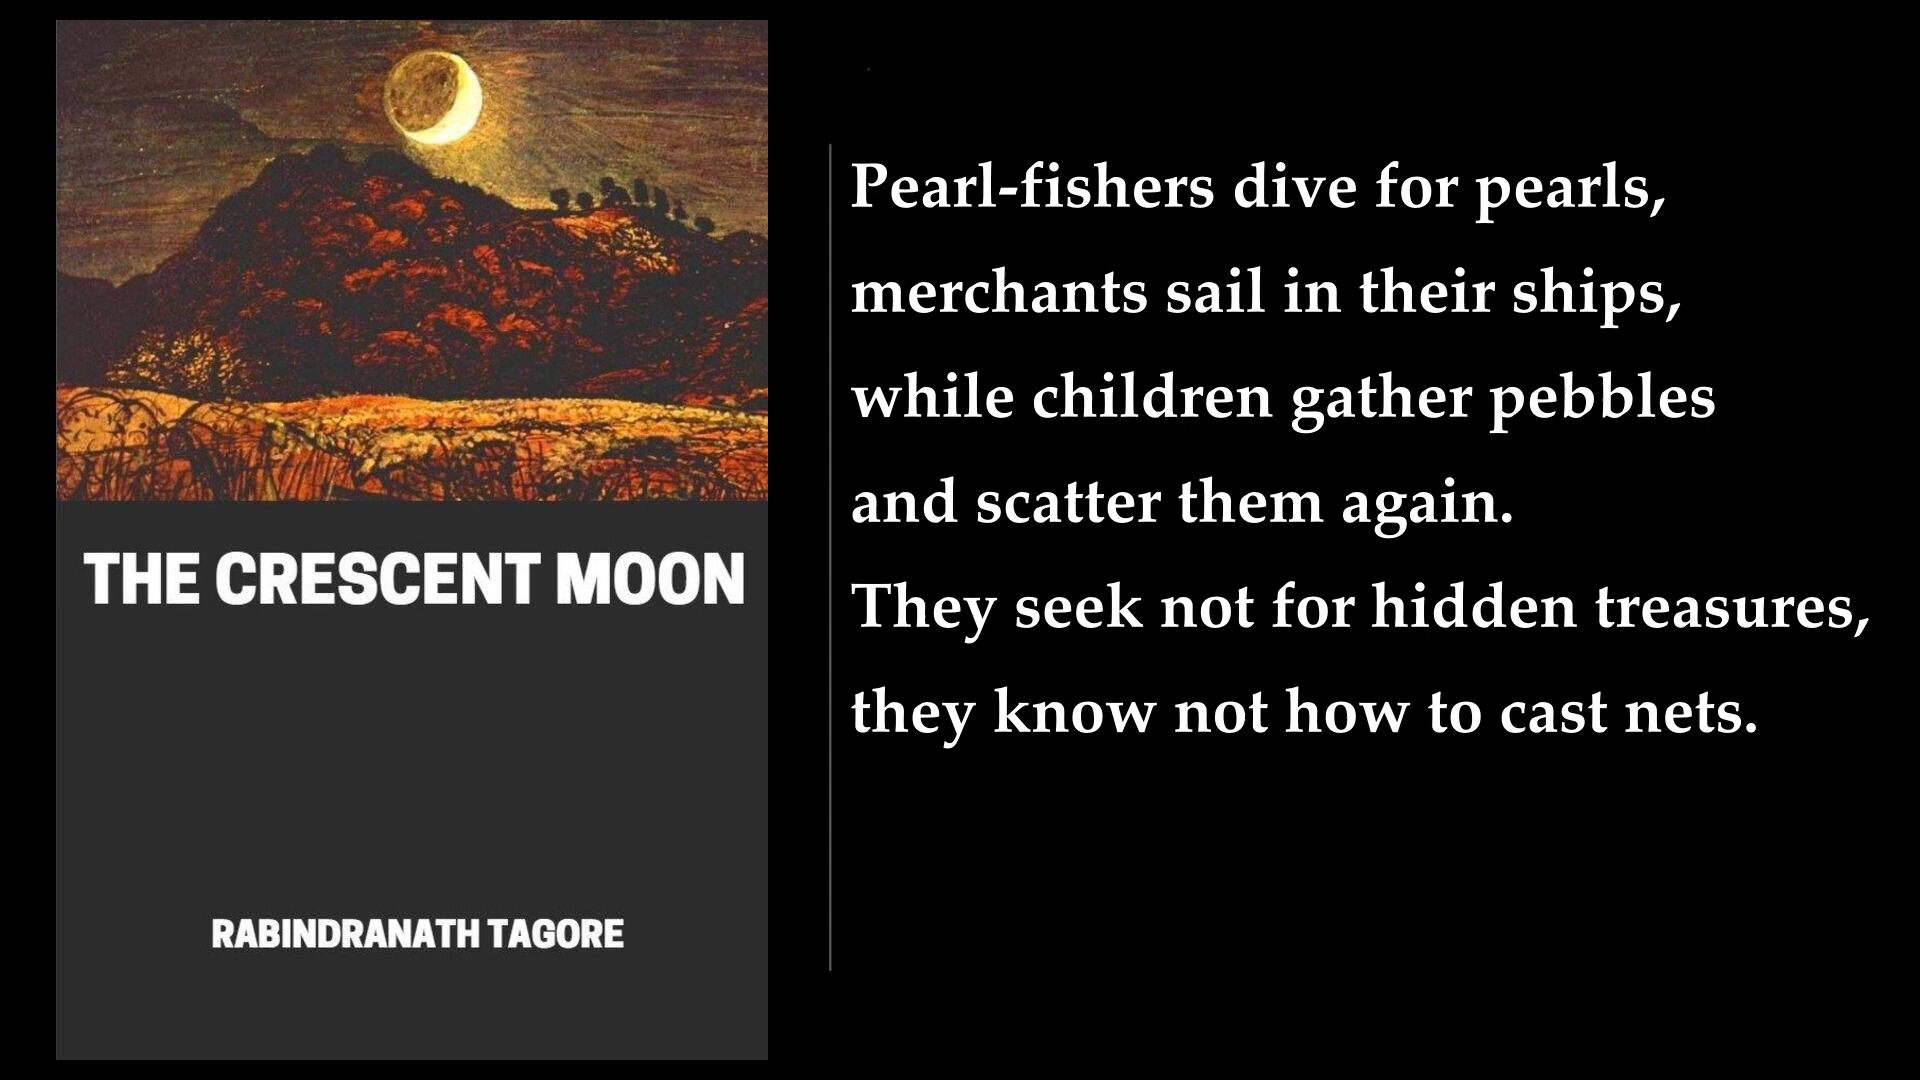 THE CRESCENT MOON
RABINDRANATH TAGORE
Pearl-fishers dive for pearls,
merchants sail in their ships,
while children gather pebbles
and scatter them again.
They seek not for hidden treasures,
they know not how to cast nets.